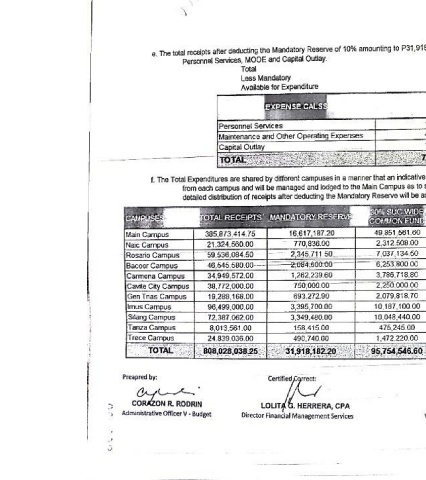 e. The total receipts after deducting the Mandatory Reserve of 10% amounting to P31,918
Personnel Services, MODE and Capital Outlay.
Total
Less Mandatory
Available for Expenditure
EXPENSE CALSS
Personnel Services
Maintenance and Other Operating Expenses
Capital Outlay
TOTAL 7
f. The Total Expenditures are shared by different campuses in a manner that an indicative
from each campus and will be managed and lodged to the Main Campus as to
detailed distribution of receipts after deducting the Mandatory Reserve will be as
CAMPUSES TOTAL RECEIPTS MANDATORY RESERVE 30% SUC WIDE COMMON FUND
Main Campus 385,873,414.75 16,617,187.20 49,851,561.60
Naic Campus 21,324,560.00 770,836.00 2,312,508.00
Rosario Campus 59,536,084.50 2,345,711.50 7,037,134.50
Bacoor Campus 46,545,580.00 2,084,600.00 6,253,800.00
Carmona Campus 34,949,572.00 1,262,239.60 3,786,718.80
Cavite City Campus 38,772,000.00 750,000.00 2,250,000.00
Gen Trias Campus 19,288,168.00 693,272.90 2,079,818.70
Imus Campus 96,499,000.00 3,395,700.00 10,187,100.00
Silang Campus 72,387,062.00 3,349,480.00 10,048,440.00
Tanza Campus 8,013,561.00 158,415.00 475,245.00
Trece Campus 24,839,036.00 490,740.00 1,472,220.00
TOTAL 808,028,038.25 31,918,182.20 95,754,546.60
Preapred by: Certified Correct:
CORAZON R. RODRIN LOLITA G. HERRERA, CPA
Administrative Officer V - Budget Director Financial Management Services